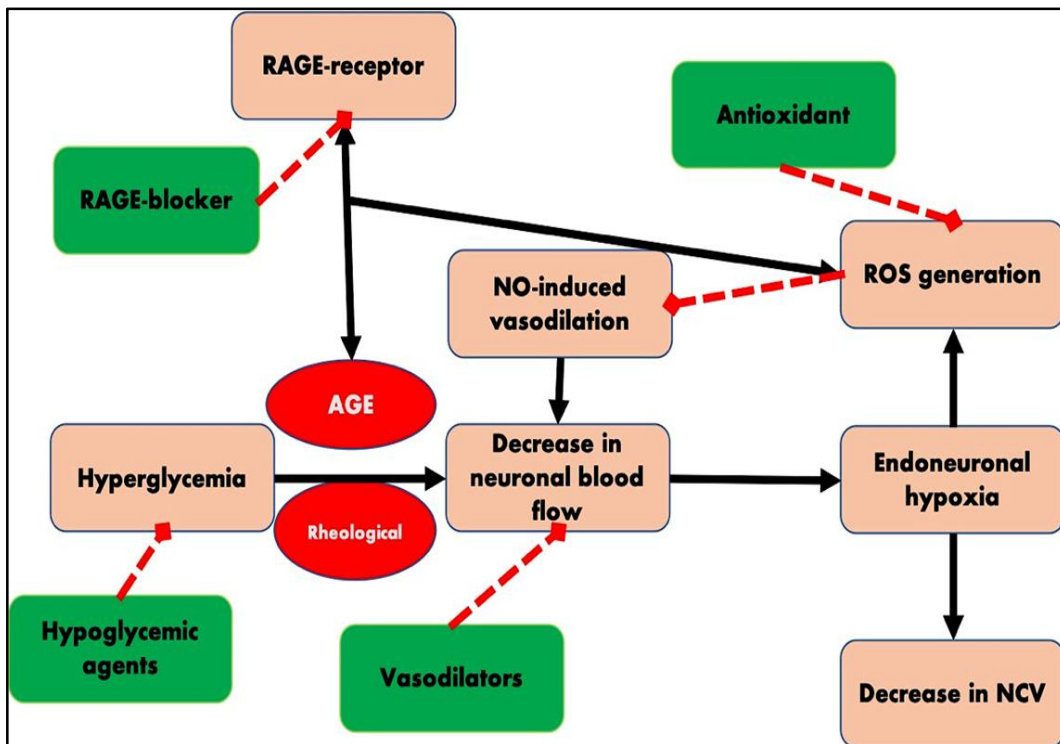 RAGE-receptor
Antioxidant
RAGE-blocker
NO-induced
vasodilation
ROS generation
AGE
Hyperglycemia
Decrease in
neuronal blood
flow
Endoneuronal
hypoxia
Rheological
Hypoglycemic
agents
Vasodilators
Decrease in NCV